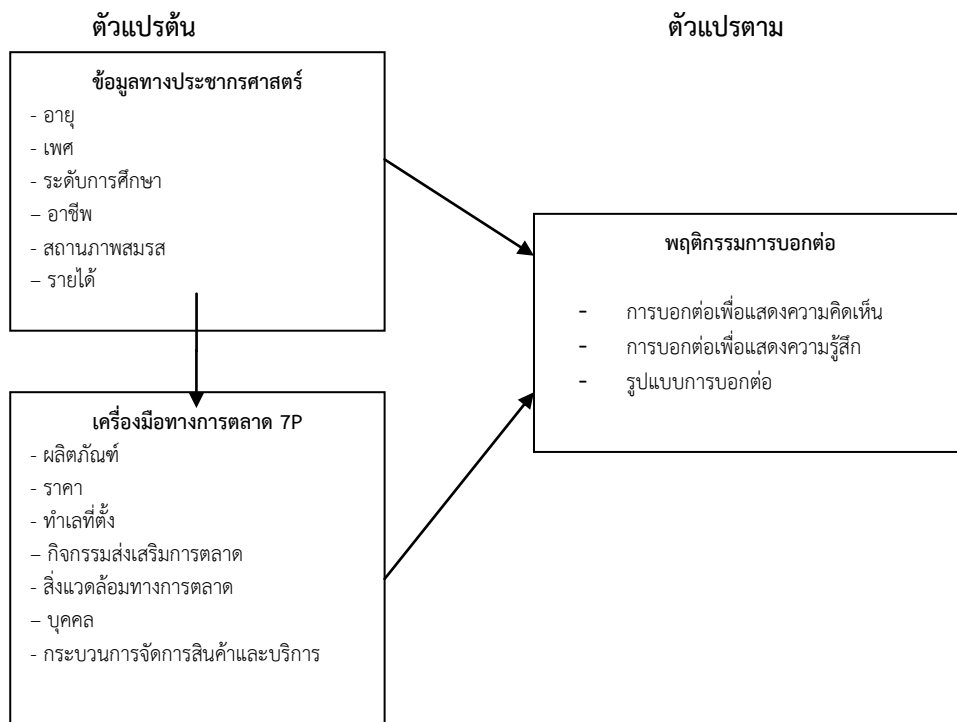 ตัวแปรต้น
ตัวแปรตาม
ข้อมูลทางประชากรศาสตร์
- อายุ
- เพศ
- ระดับการศึกษา
– อาชีพ
- สถานภาพสมรส
– รายได้
เครื่องมือทางการตลาด 7P
- ผลิตภัณฑ์
- ราคา
- ทำเลที่ตั้ง
– กิจกรรมส่งเสริมการตลาด
- สิ่งแวดล้อมทางการตลาด
– บุคคล
- กระบวนการจัดการสินค้าและบริการ
พฤติกรรมการบอกต่อ
- การบอกต่อเพื่อแสดงความคิดเห็น
- การบอกต่อเพื่อแสดงความรู้สึก
- รูปแบบการบอกต่อ